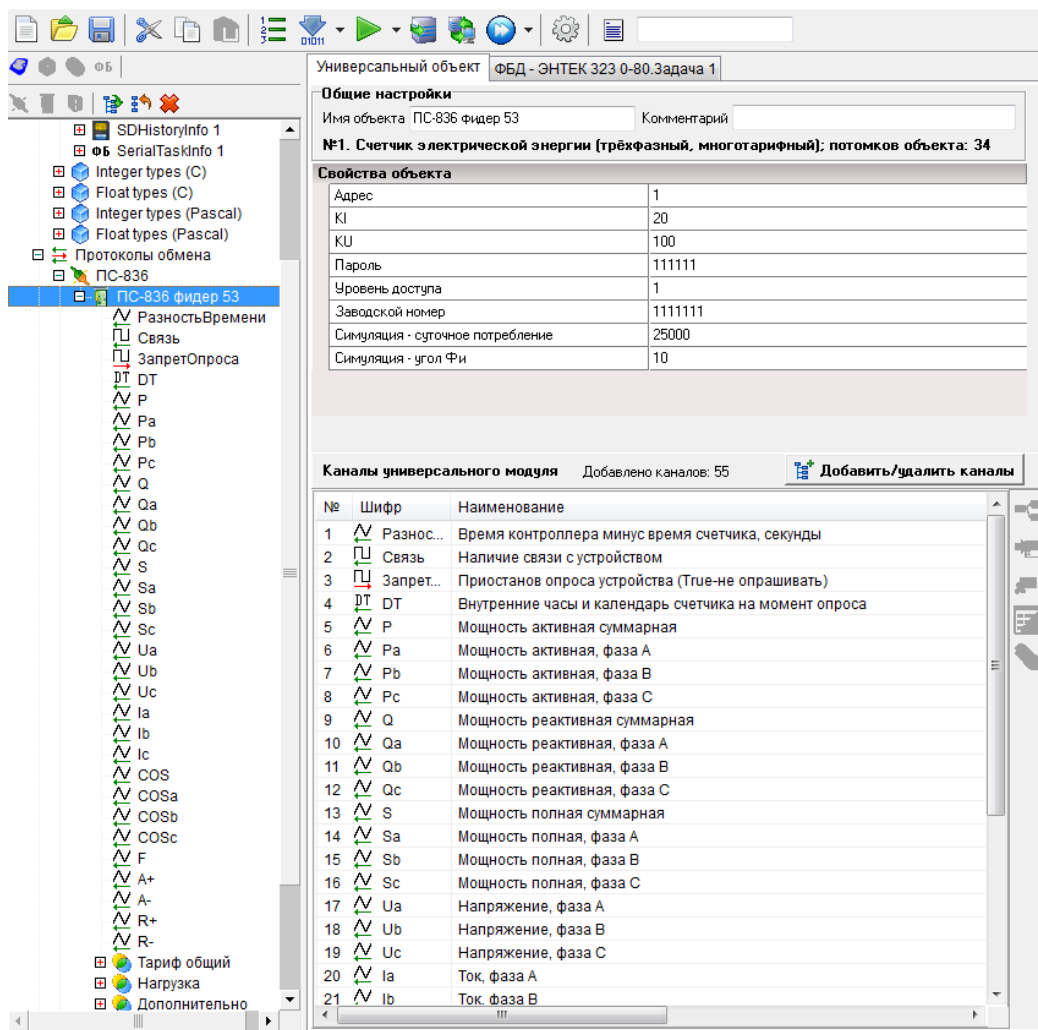 1
2
3
01011
ФБ
Универсальный объект
ФБД - ЭНТЕК 323 0-80.Задача 1
SDHistoryInfo 1
ФБ SerialTaskInfo 1
Integer types (C)
Float types (C)
Integer types (Pascal)
Float types (Pascal)
Протоколы обмена
ПС-836
ПС-836 фидер 53
РазностьВремени
Связь
ЗапретОпроса
DT DT
P
Pa
Pb
Pc
Q
Qa
Qb
Qc
S
Sa
Sb
Sc
Ua
Ub
Uc
Ia
Ib
Ic
COS
COSa
COSb
COSc
F
A+
A-
R+
R-
Тариф общий
Нагрузка
Дополнительно
Общие настройки
Имя объекта ПС-836 фидер 53 Комментарий
№1. Счетчик электрической энергии (трёхфазный, многотарифный); потомков объекта: 34
Свойства объекта
Адрес 1
KI 20
KU 100
Пароль 111111
Уровень доступа 1
Заводской номер 1111111
Симуляция - суточное потребление 25000
Симуляция - угол Фи 10
Каналы универсального модуля Добавлено каналов: 55 Добавить/удалить каналы
№ Шифр Наименование
1 Разнос... Время контроллера минус время счетчика, секунды
2 Связь Наличие связи с устройством
3 Запрет... Приостанов опроса устройства (True-не опрашивать)
4 DT DT Внутренние часы и календарь счетчика на момент опроса
5 P Мощность активная суммарная
6 Pa Мощность активная, фаза A
7 Pb Мощность активная, фаза B
8 Pc Мощность активная, фаза C
9 Q Мощность реактивная суммарная
10 Qa Мощность реактивная, фаза A
11 Qb Мощность реактивная, фаза B
12 Qc Мощность реактивная, фаза C
13 S Мощность полная суммарная
14 Sa Мощность полная, фаза A
15 Sb Мощность полная, фаза B
16 Sc Мощность полная, фаза C
17 Ua Напряжение, фаза A
18 Ub Напряжение, фаза B
19 Uc Напряжение, фаза C
20 Ia Ток, фаза A
21 Ib Ток, фаза B